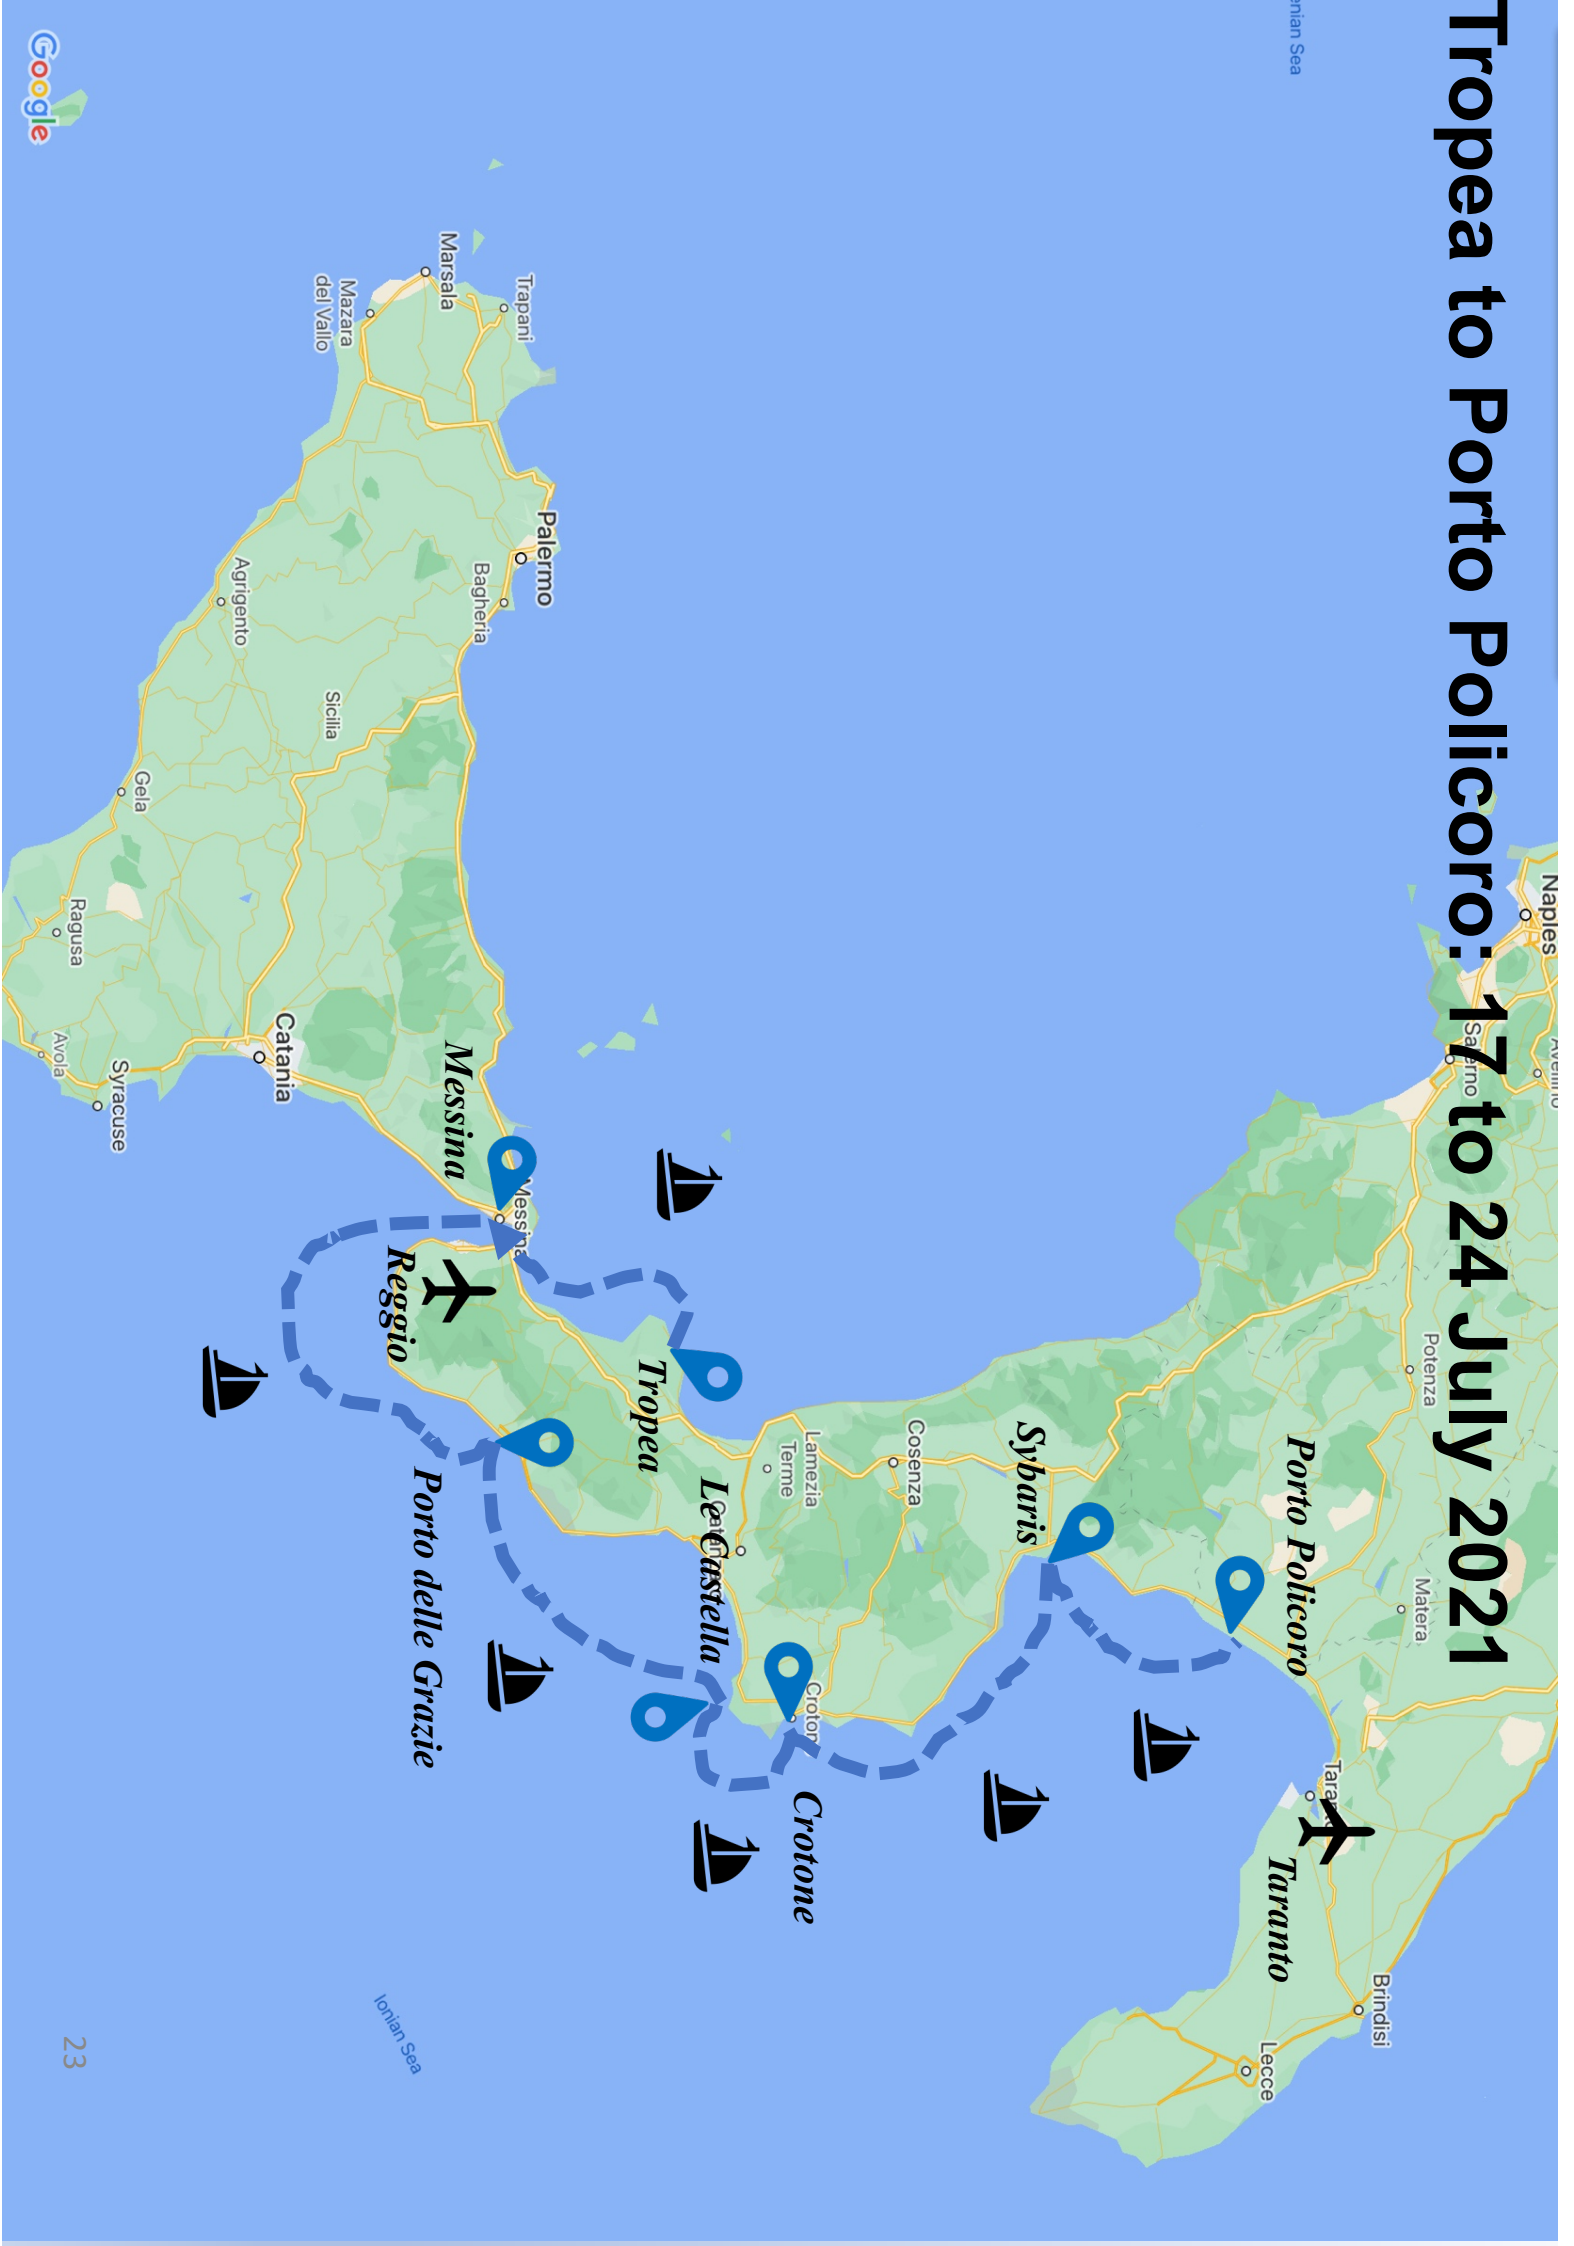 Tropea to Porto Policoro: 17 to 24 July 2021
Naples
Potenza
Matera
Porto Policoro
Brindisi
Lecce
Taranto
Sybaris
Cosenza
Lamezia
Terme
Crotone
Le Castella
Tropea
Messina
Messina
Reggio
Porto delle Grazie
Trapani
Marsala
Mazara
del Vallo
Palermo
Bagheria
Agrigento
Sicilia
Gela
Ragusa
Catania
Avola
Syracuse
Ionian Sea
Google
23